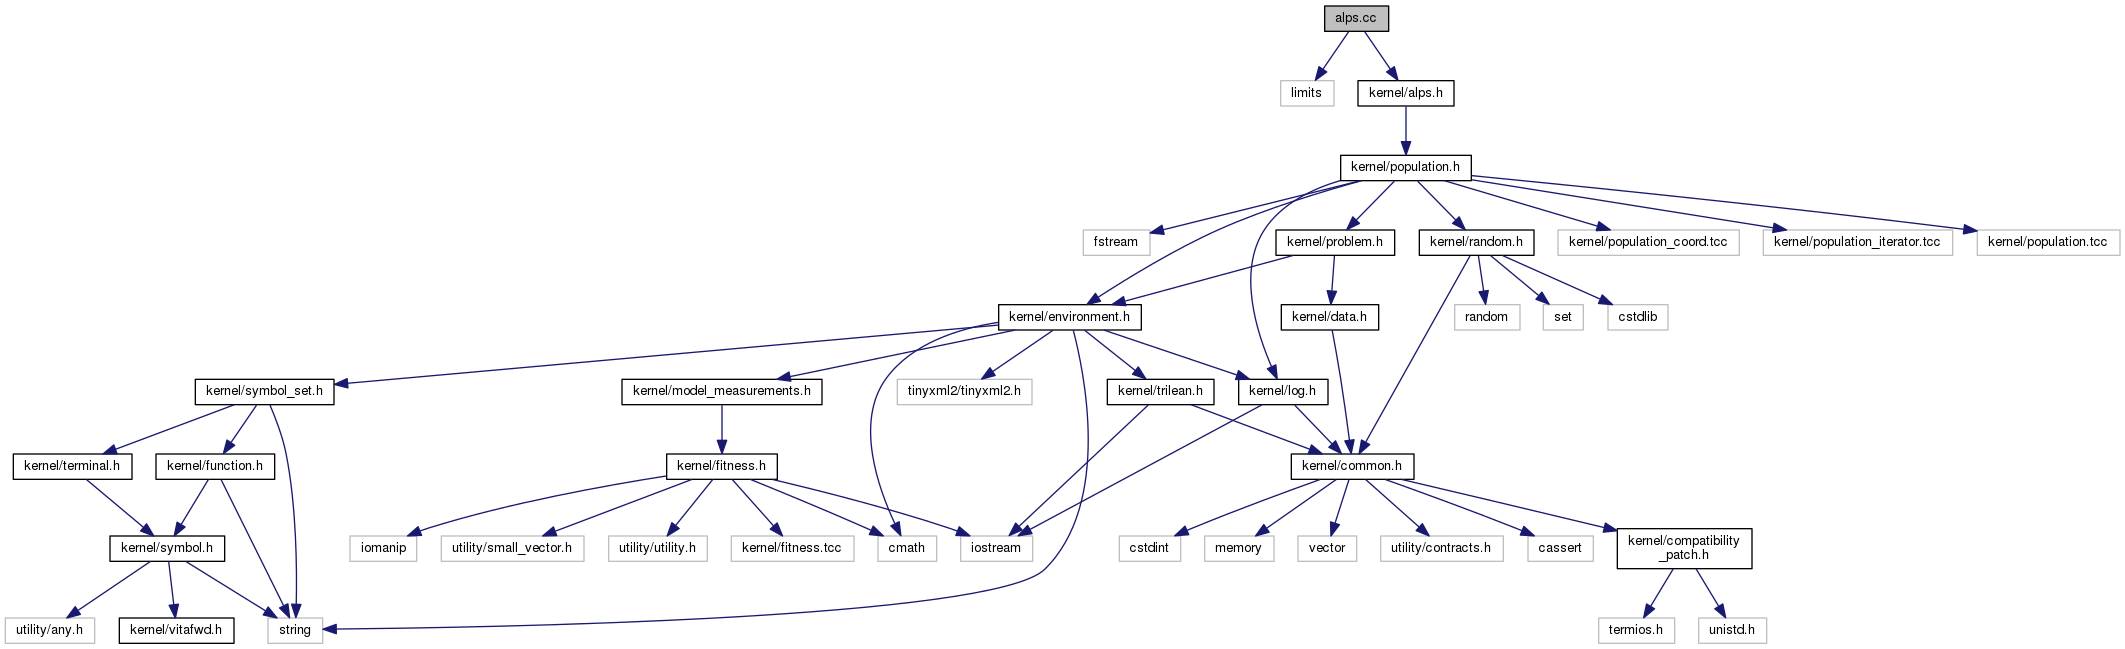 alps.cc
limits
kernel/alps.h
kernel/population.h
fstream
kernel/problem.h
kernel/random.h
kernel/population_coord.tcc
kernel/population_iterator.tcc
kernel/population.tcc
kernel/environment.h
kernel/data.h
random
set
cstdlib
kernel/symbol_set.h
kernel/model_measurements.h
tinyxml2/tinyxml2.h
kernel/trilean.h
kernel/log.h
kernel/terminal.h
kernel/function.h
kernel/fitness.h
kernel/common.h
kernel/symbol.h
iomanip
utility/small_vector.h
utility/utility.h
kernel/fitness.tcc
cmath
iostream
cstdint
memory
vector
utility/contracts.h
cassert
kernel/compatibility
_patch.h
utility/any.h
kernel/vitafwd.h
string
termios.h
unistd.h